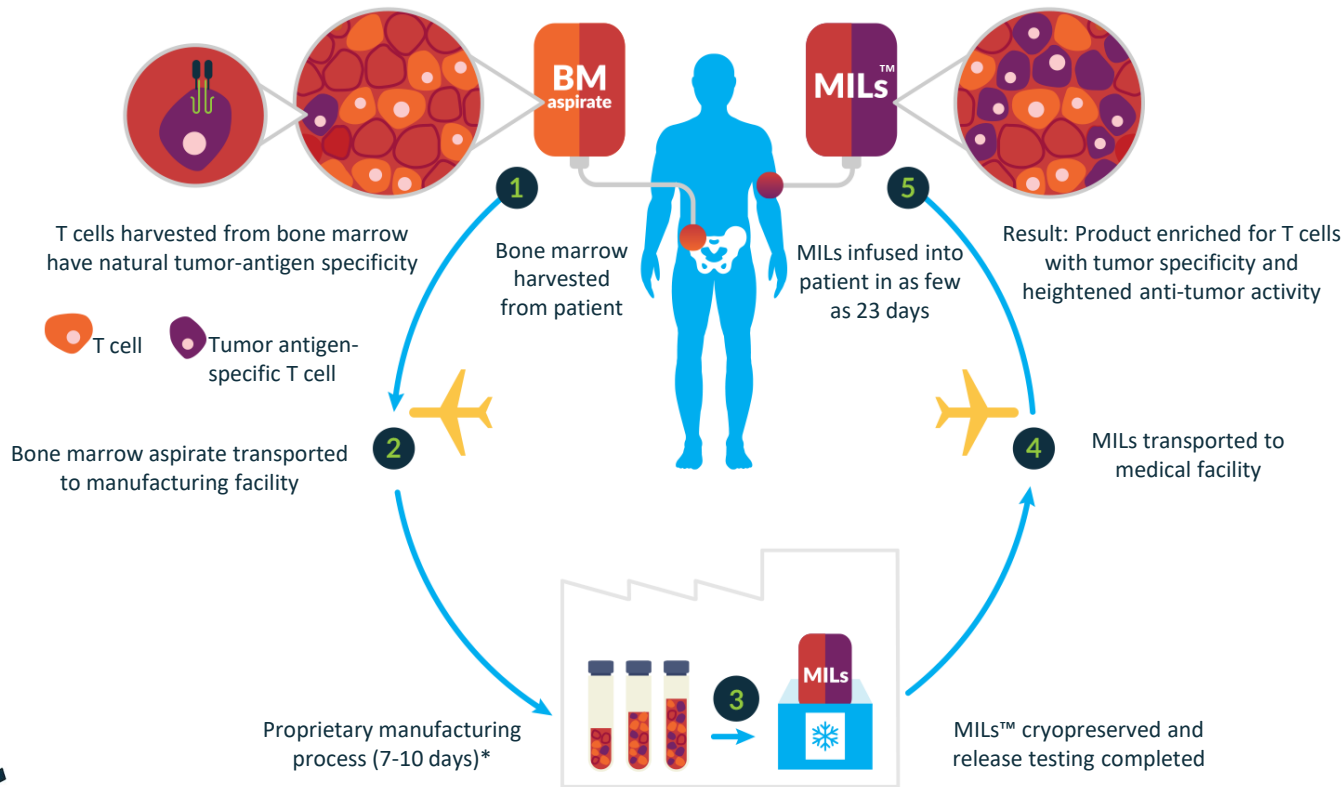 BM
aspirate
MILs™
1
5
T cells harvested from bone marrow
have natural tumor-antigen specificity
Bone marrow
harvested
from patient
MILs infused into
patient in as few
as 23 days
Result: Product enriched for T cells
with tumor specificity and
heightened anti-tumor activity
T cell
Tumor antigen-
specific T cell
2
Bone marrow aspirate transported
to manufacturing facility
4
MILs transported to
medical facility
MILs
3
Proprietary manufacturing
process (7-10 days)*
MILs™ cryopreserved and
release testing completed